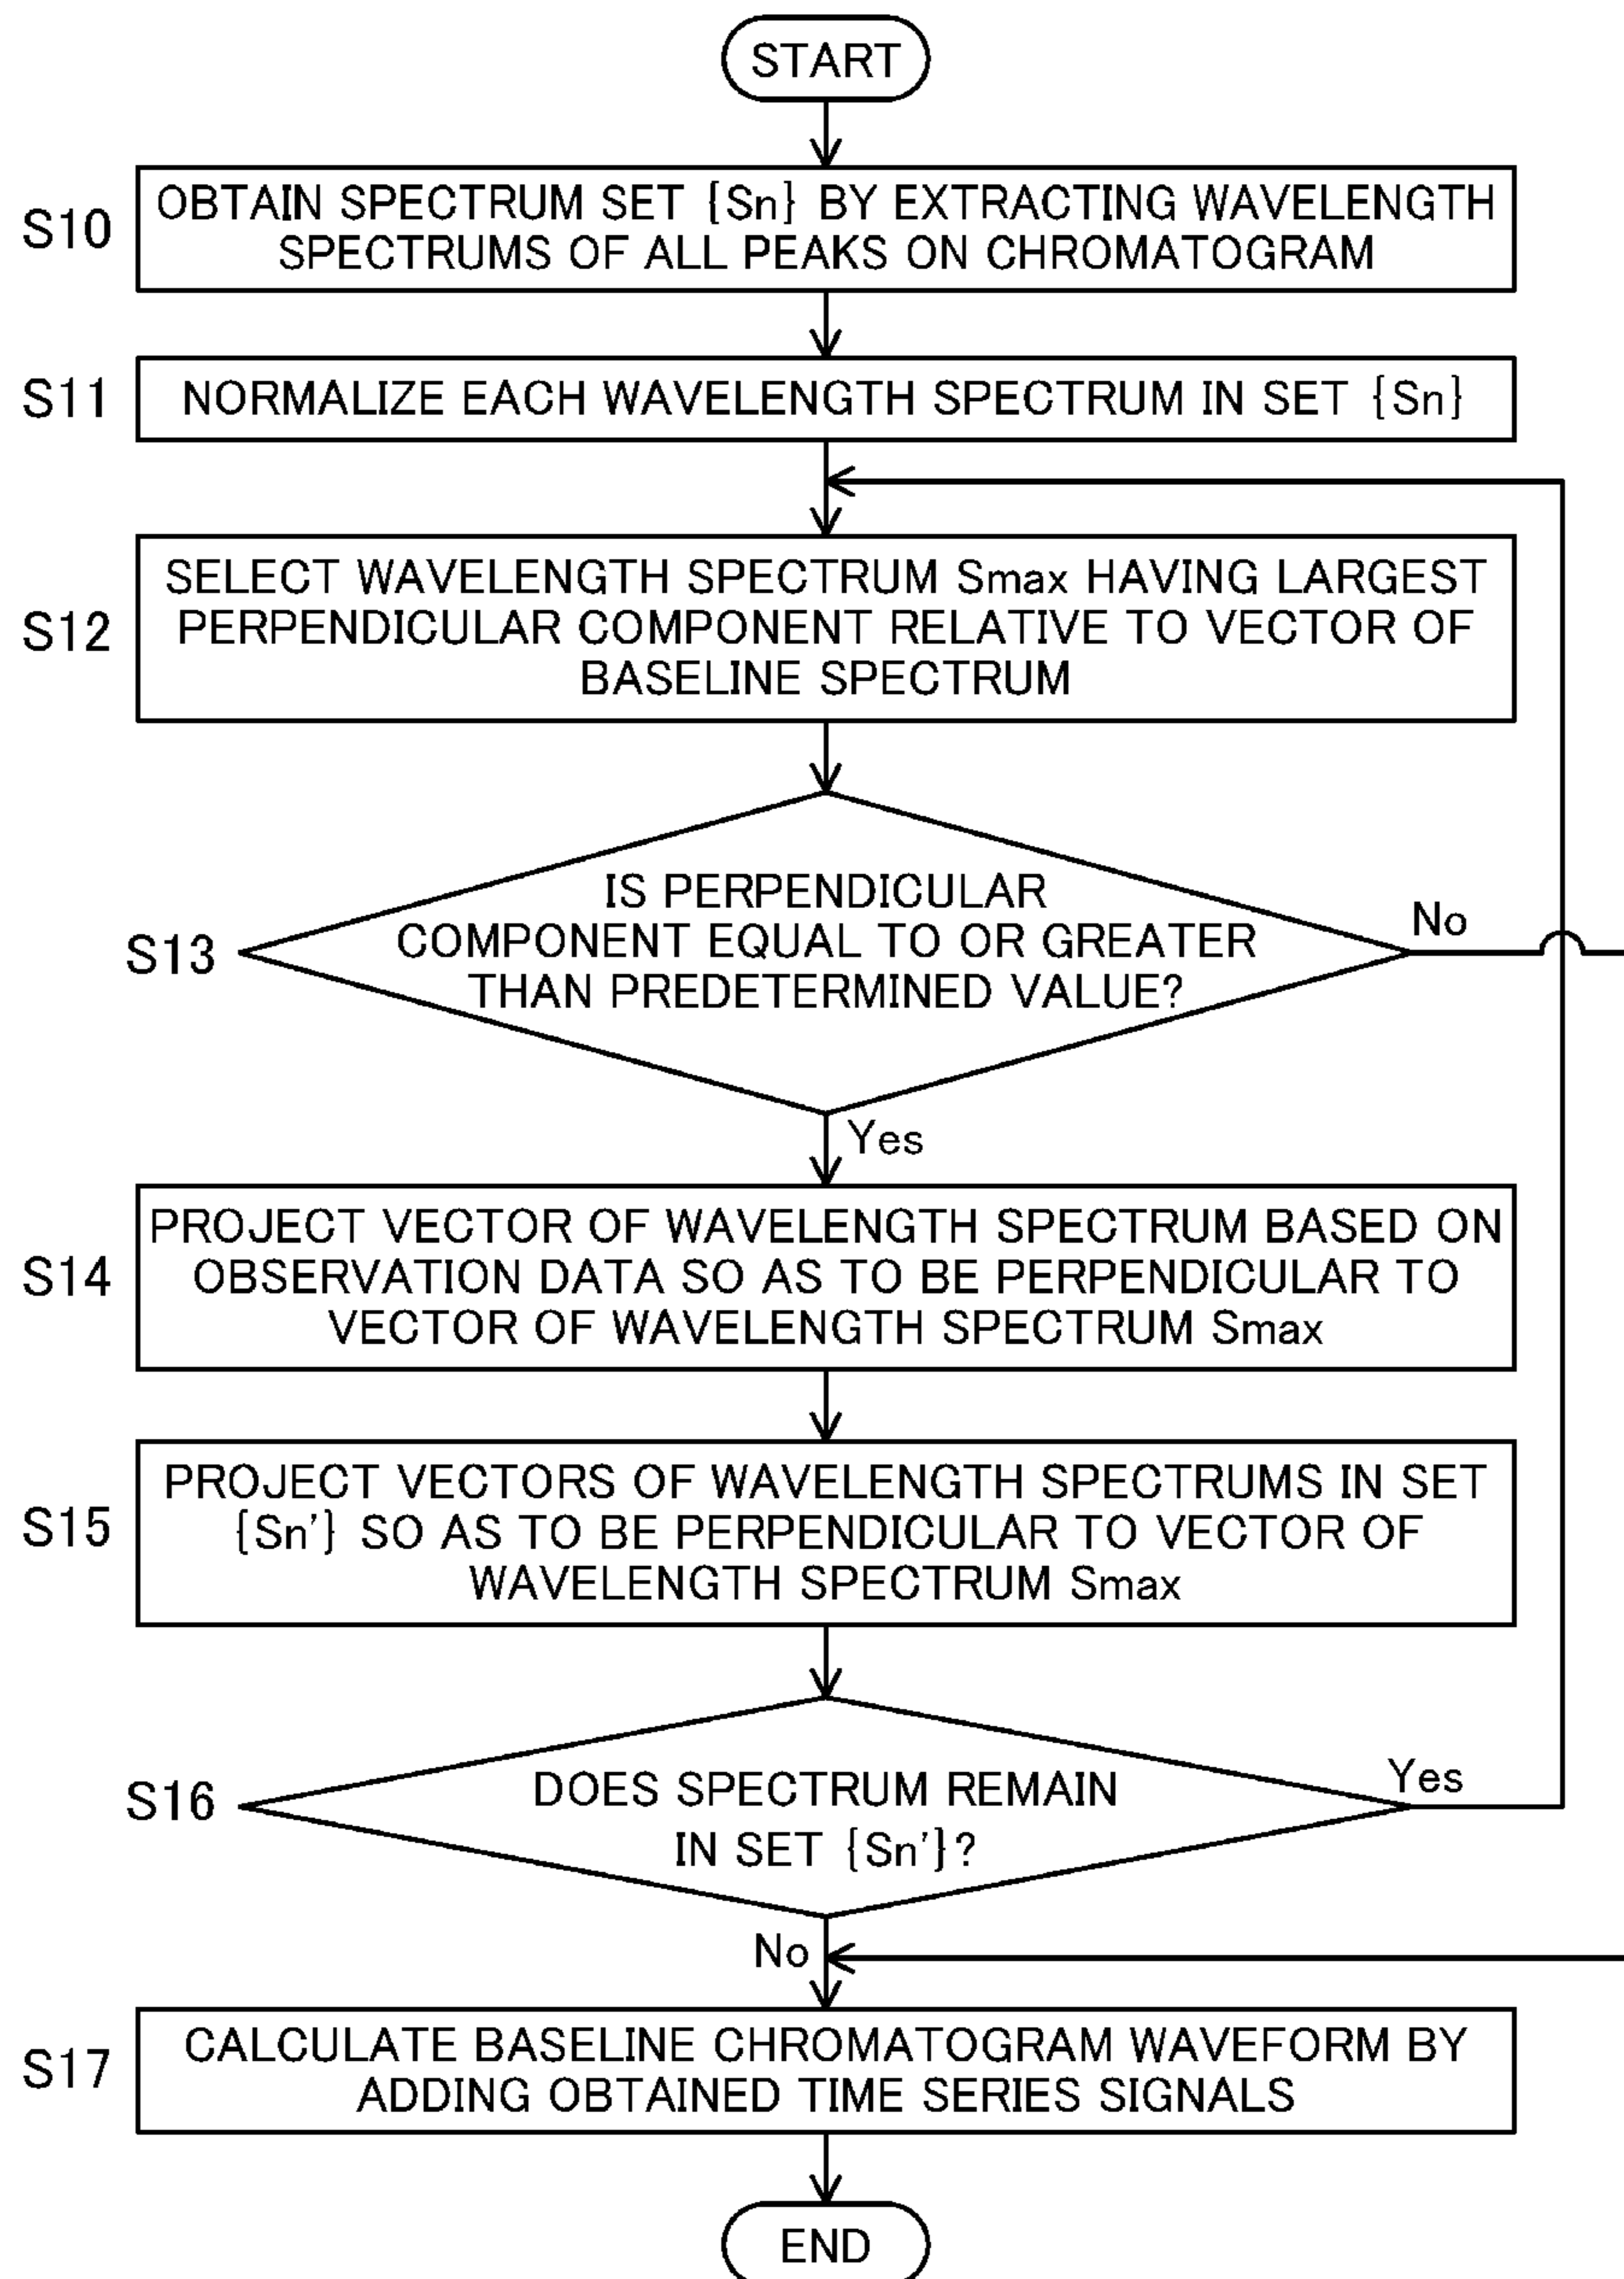 START
S10
OBTAIN SPECTRUM SET {Sn} BY EXTRACTING WAVELENGTH
SPECTRUMS OF ALL PEAKS ON CHROMATOGRAM
S11
NORMALIZE EACH WAVELENGTH SPECTRUM IN SET {Sn}
S12
SELECT WAVELENGTH SPECTRUM Smax HAVING LARGEST
PERPENDICULAR COMPONENT RELATIVE TO VECTOR OF
BASELINE SPECTRUM
S13
IS PERPENDICULAR
COMPONENT EQUAL TO OR GREATER
THAN PREDETERMINED VALUE?
No
Yes
S14
PROJECT VECTOR OF WAVELENGTH SPECTRUM BASED ON
OBSERVATION DATA SO AS TO BE PERPENDICULAR TO
VECTOR OF WAVELENGTH SPECTRUM Smax
S15
PROJECT VECTORS OF WAVELENGTH SPECTRUMS IN SET
{Sn'} SO AS TO BE PERPENDICULAR TO VECTOR OF
WAVELENGTH SPECTRUM Smax
S16
DOES SPECTRUM REMAIN
IN SET {Sn'}?
Yes
No
S17
CALCULATE BASELINE CHROMATOGRAM WAVEFORM BY
ADDING OBTAINED TIME SERIES SIGNALS
END